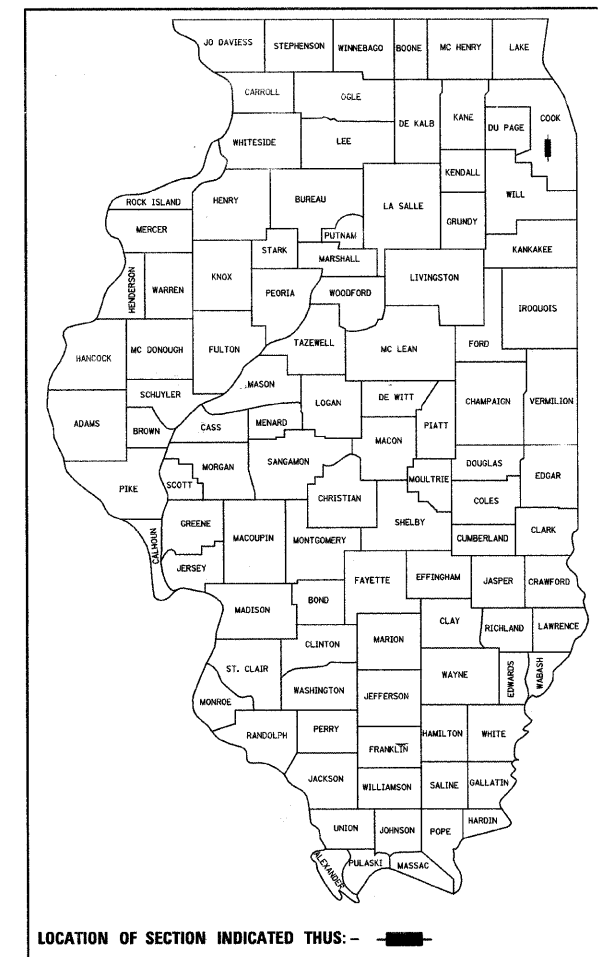 JO DAVIESS
STEPHENSON
WINNEBAGO
BOONE
MC HENRY
LAKE
CARROLL
OGLE
DE KALB
KANE
DU PAGE
COOK
WHITESIDE
LEE
KENDALL
WILL
ROCK ISLAND
HENRY
BUREAU
LA SALLE
GRUNDY
MERCER
PUTNAM
STARK
MARSHALL
KANKAKEE
HENDERSON
WARREN
KNOX
PEORIA
WOODFORD
LIVINGSTON
IROQUOIS
HANCOCK
MC DONOUGH
FULTON
TAZEWELL
MC LEAN
FORD
SCHUYLER
MASON
LOGAN
DE WITT
CHAMPAIGN
VERMILION
ADAMS
BROWN
CASS
MENARD
MACON
PIATT
PIKE
SCOTT
MORGAN
SANGAMON
CHRISTIAN
MOULTRIE
DOUGLAS
EDGAR
COLES
CALHOUN
GREENE
MACOUPIN
MONTGOMERY
SHELBY
CUMBERLAND
CLARK
JERSEY
FAYETTE
EFFINGHAM
JASPER
CRAWFORD
MADISON
BOND
CLAY
RICHLAND
LAWRENCE
CLINTON
MARION
ST. CLAIR
WAYNE
EDWARDS
WABASH
WASHINGTON
JEFFERSON
MONROE
RANDOLPH
PERRY
HAMILTON
WHITE
FRANKLIN
JACKSON
WILLIAMSON
SALINE
GALLATIN
UNION
JOHNSON
POPE
HARDIN
ALEXANDER
PULASKI
MASSAC
LOCATION OF SECTION INDICATED THUS: -